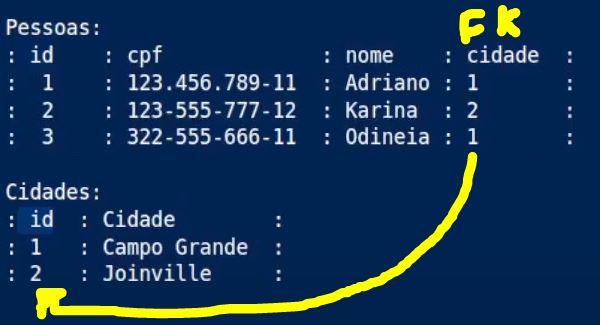 FK
Pessoas:
: id : cpf : nome : cidade :
: 1 : 123.456.789-11 : Adriano : 1 :
: 2 : 123-555-777-12 : Karina : 2 :
: 3 : 322-555-666-11 : Odineia : 1 :
Cidades:
: id : Cidade :
: 1 : Campo Grande :
: 2 : Joinville :